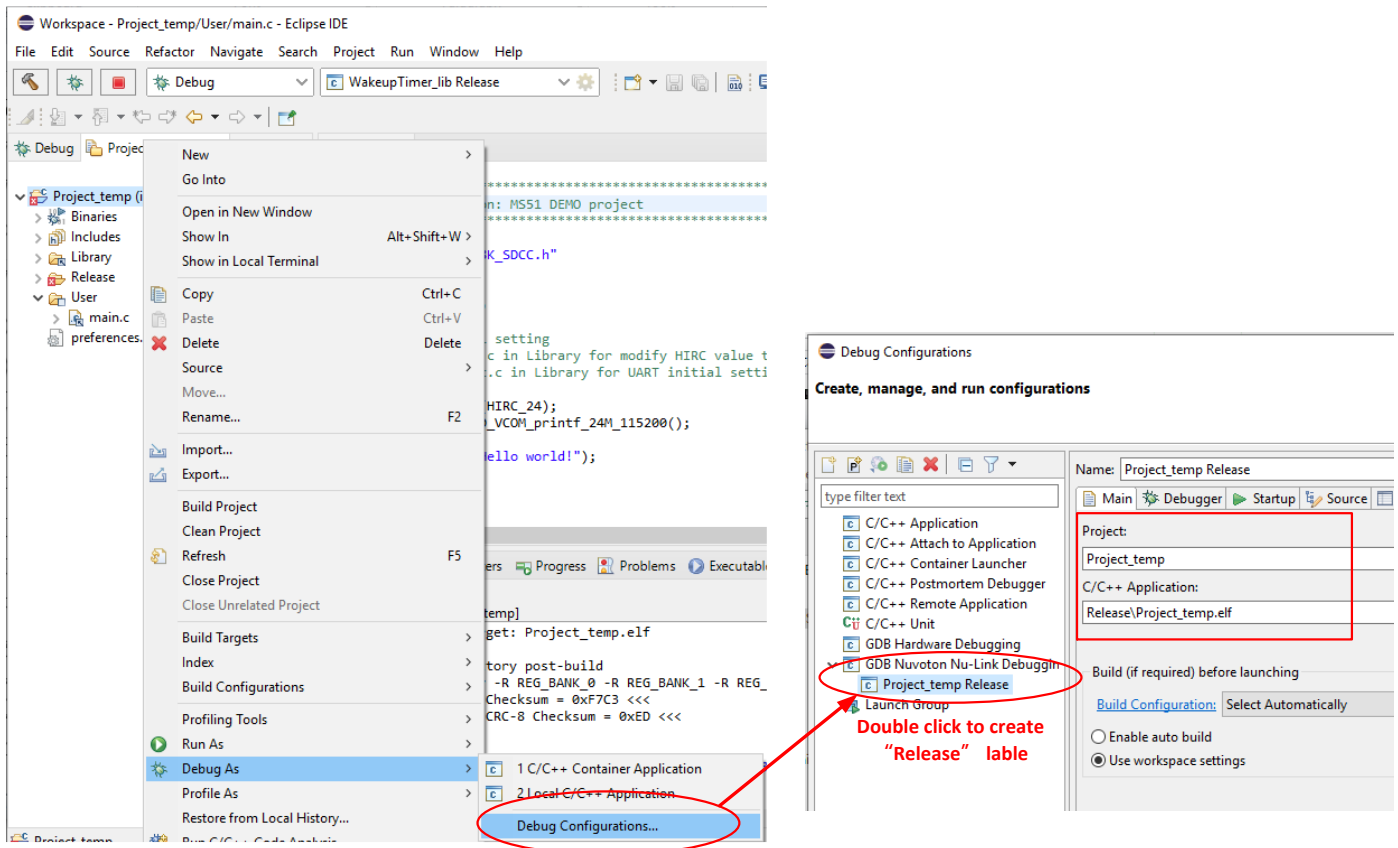 Workspace - Project_temp/User/main.c - Eclipse IDE
File Edit Source Refactor Navigate Search Project Run Window Help
Debug
WakeupTimer_lib Release
Debug Projec
Project_temp (i
Binaries
Includes
Library
Release
User
main.c
preferences.
New
Go Into
Open in New Window
Show In Alt+Shift+W
Show in Local Terminal
Copy Ctrl+C
Paste Ctrl+V
Delete Delete
Source
Move...
Rename... F2
Import...
Export...
Build Project
Clean Project
Refresh F5
Close Project
Close Unrelated Project
Build Targets
Index
Build Configurations
Profiling Tools
Run As
Debug As
Profile As
Restore from Local History...
Run C/C++ Code Analysis
1 C/C++ Container Application
2 Local C/C++ Application
Debug Configurations...
n: MS51 DEMO project
K_SDCC.h"
setting
c in Library for modify HIRC value t
.c in Library for UART initial setti
HIRC_24);
_VCOM_printf_24M_115200();
ello world!");
ers Progress Problems Executabl
temp]
get: Project_temp.elf
tory post-build
-R REG_BANK_0 -R REG_BANK_1 -R REG_
Checksum = 0xF7C3 <<<
CRC-8 Checksum = 0xED <<<
Project_temp
Debug Configurations
Create, manage, and run configurations
type filter text
C/C++ Application
C/C++ Attach to Application
C/C++ Container Launcher
C/C++ Postmortem Debugger
C/C++ Remote Application
C/C++ Unit
GDB Hardware Debugging
GDB Nuvoton Nu-Link Debuggin
Project_temp Release
Launch Group
Double click to create
“Release” lable
Name: Project_temp Release
Main Debugger Startup Source
Project:
Project_temp
C/C++ Application:
Release\Project_temp.elf
Build (if required) before launching
Build Configuration: Select Automatically
Enable auto build
Use workspace settings